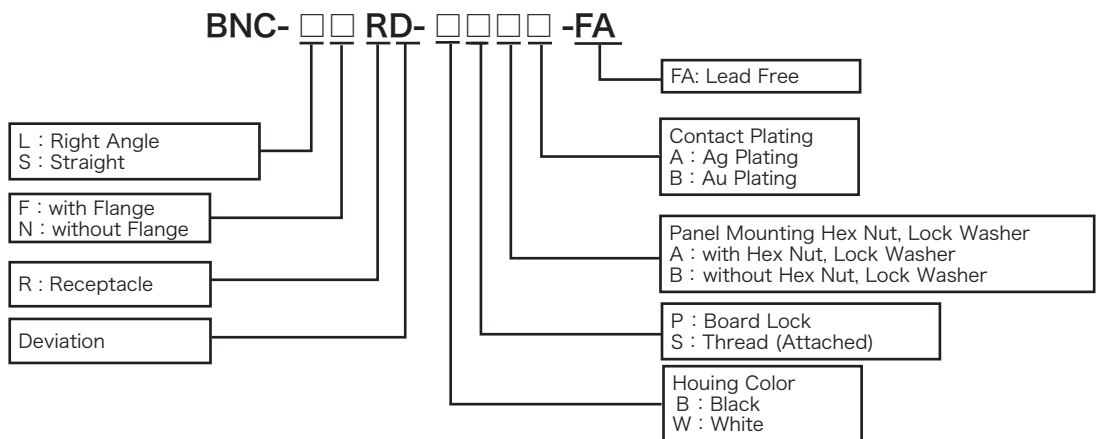 BNC- □□ RD- □□□□ -FA
FA: Lead Free
L : Right Angle
S : Straight
Contact Plating
A : Ag Plating
B : Au Plating
F : with Flange
N : without Flange
Panel Mounting Hex Nut, Lock Washer
A : with Hex Nut, Lock Washer
B : without Hex Nut, Lock Washer
R : Receptacle
P : Board Lock
S : Thread (Attached)
Deviation
Houing Color
B : Black
W : White